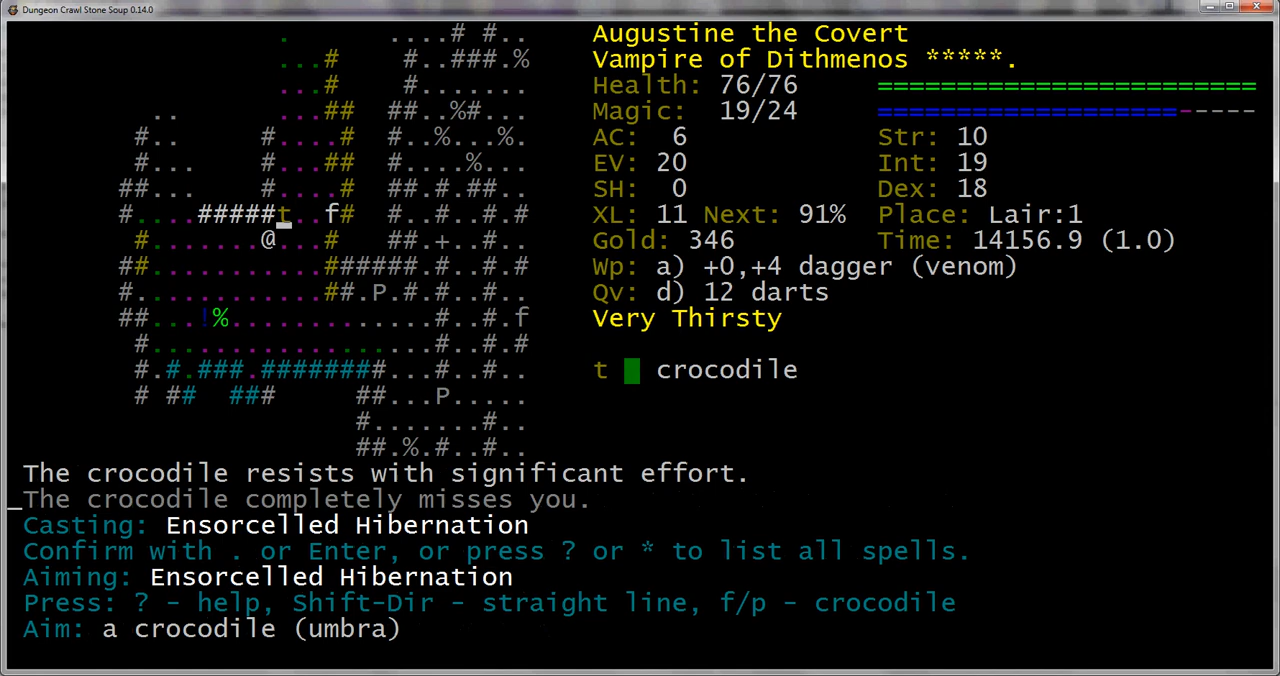 Dungeon Crawl Stone Soup 0.14.0
.        ....# #..    Augustine the Covert
...#    #..###.%    Vampire of Dithmenos *****.
...#    #.......    Health: 76/76    ========================
..    ...##  ##..%#...    Magic:  19/24    ===================-----
#..     #....#  #..%...%.    AC:  6    Str: 10
#...    #...##  #....%...    EV: 20    Int: 19
##...    #....#  ##.#.##..    SH:  0    Dex: 18
#....#####t..f#  #..#..#.#    XL: 11 Next: 91%    Place: Lair:1
#.......@...#   ##.+..#..    Gold: 346    Time: 14156.9 (1.0)
##...........######.#..#.#    Wp: a) +0,+4 dagger (venom)
#............##.P.#.#..#..    Qv: d) 12 darts
##...!%.............#..#.f    Very Thirsty
#..................#..#.#
#.#.###.#######...#..#..    t   crocodile
# ##  ###     ##...P.....
#.......#..
##.%.#..#..
The crocodile resists with significant effort.
_The crocodile completely misses you.
Casting: Ensorcelled Hibernation
Confirm with . or Enter, or press ? or * to list all spells.
Aiming: Ensorcelled Hibernation
Press: ? - help, Shift-Dir - straight line, f/p - crocodile
Aim: a crocodile (umbra)